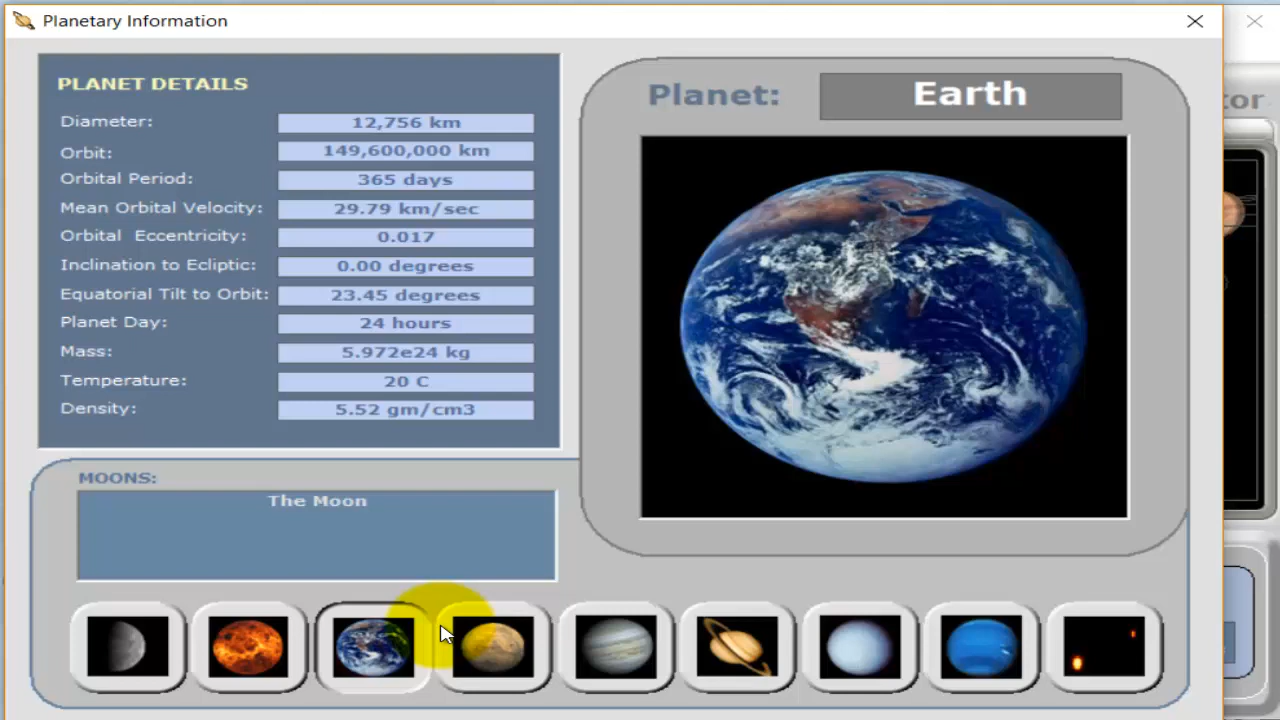 Planetary Information
tor
PLANET DETAILS
Diameter: 12,756 km
Orbit: 149,600,000 km
Orbital Period: 365 days
Mean Orbital Velocity: 29.79 km/sec
Orbital Eccentricity: 0.017
Inclination to Ecliptic: 0.00 degrees
Equatorial Tilt to Orbit: 23.45 degrees
Planet Day: 24 hours
Mass: 5.972e24 kg
Temperature: 20 C
Density: 5.52 gm/cm3
Planet: Earth
MOONS:
The Moon